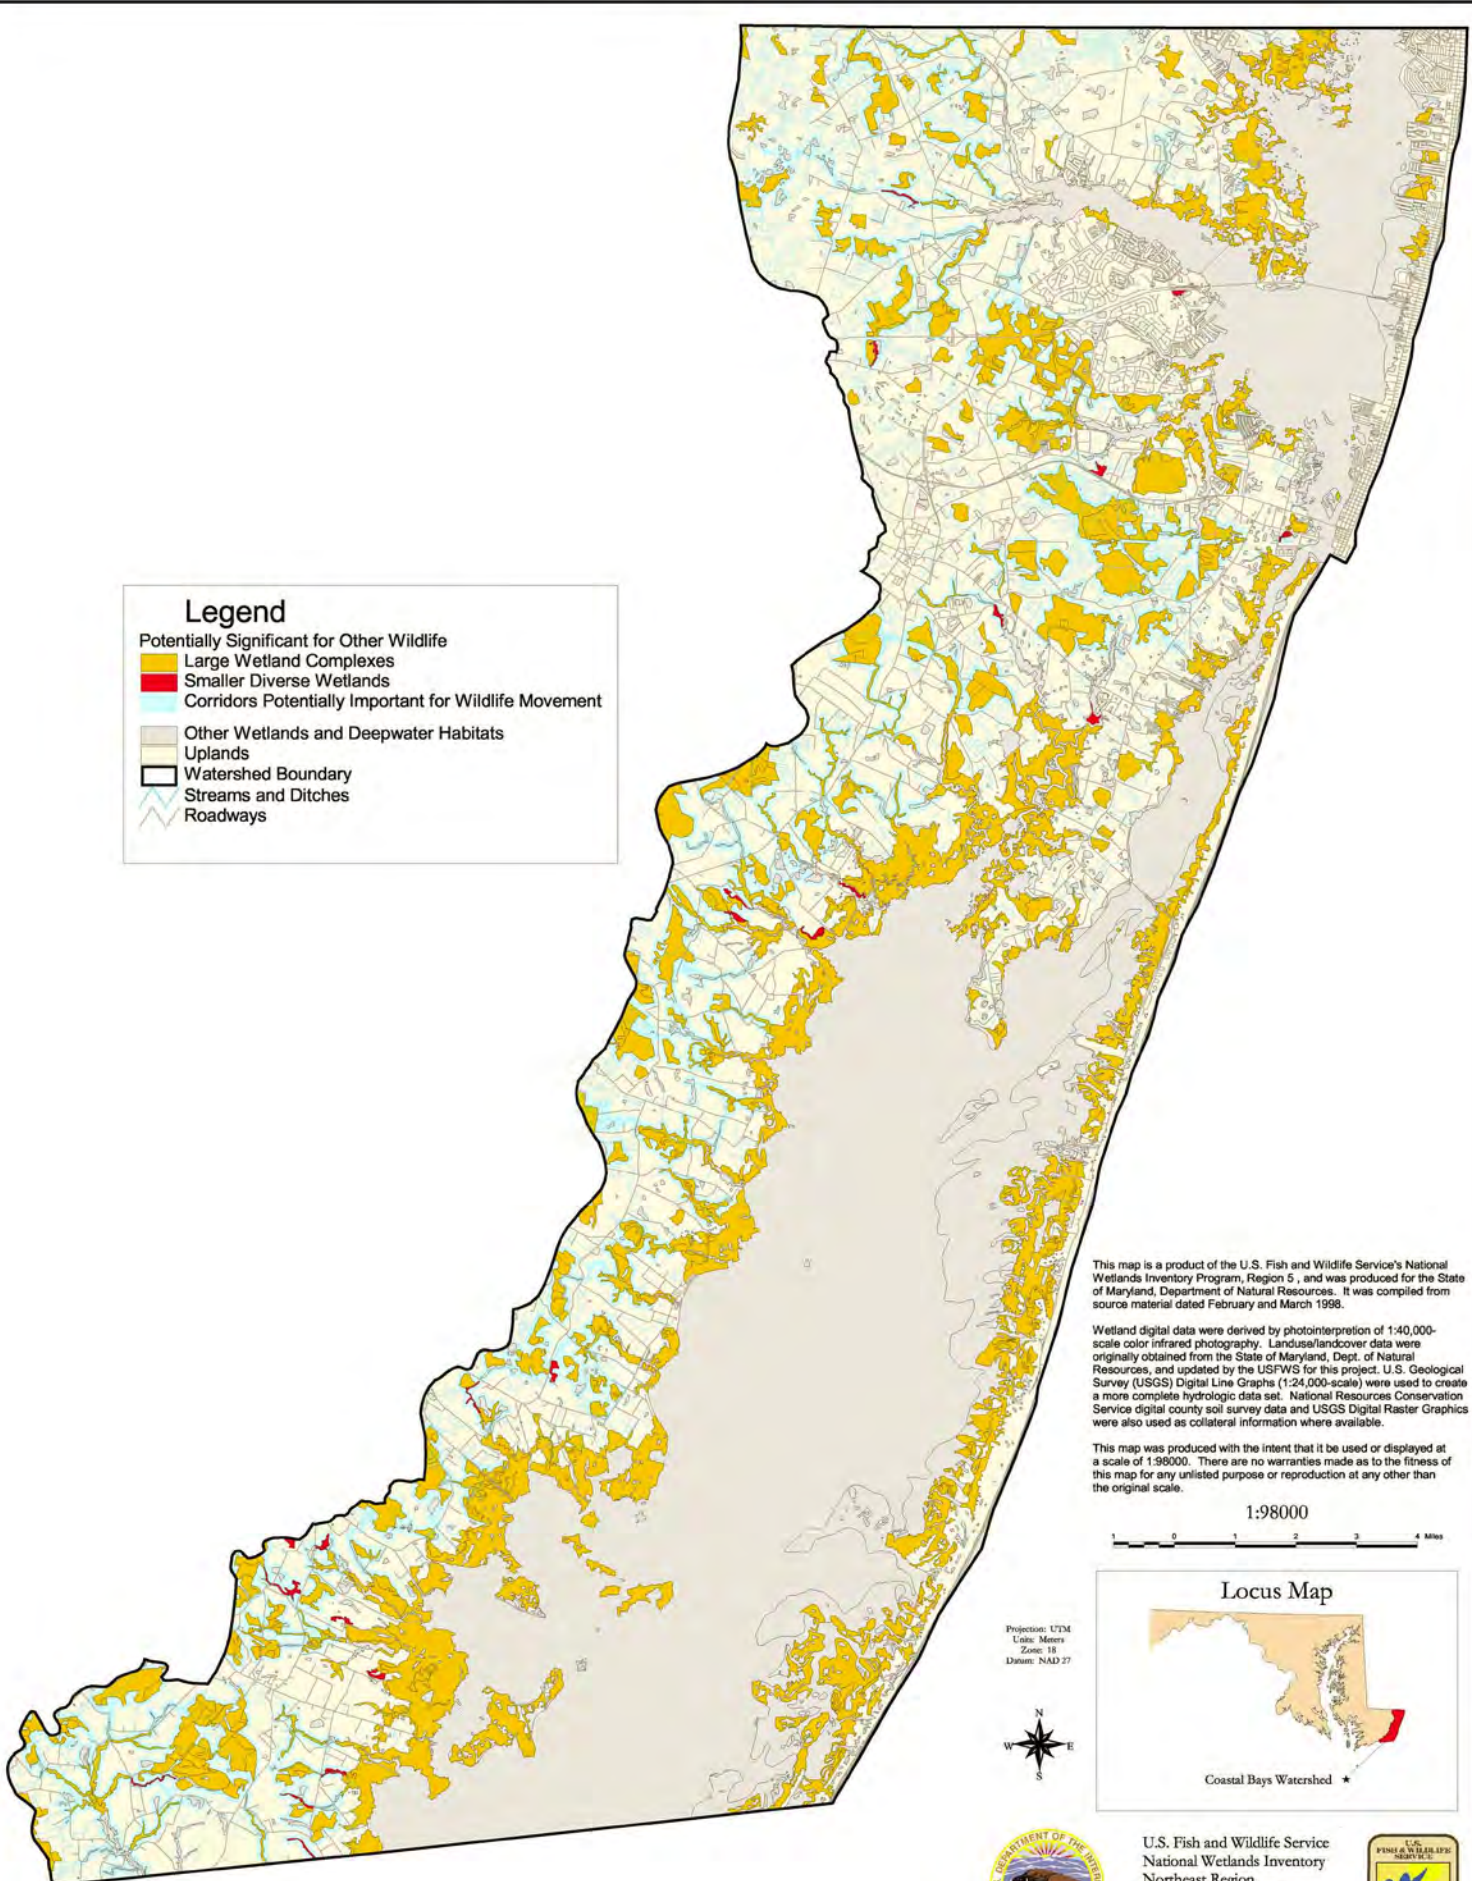 Legend
Potentially Significant for Other Wildlife
Large Wetland Complexes
Smaller Diverse Wetlands
Corridors Potentially Important for Wildlife Movement
Other Wetlands and Deepwater Habitats
Uplands
Watershed Boundary
Streams and Ditches
Roadways
This map is a product of the U.S. Fish and Wildlife Service's National
Wetlands Inventory Program, Region 5 , and was produced for the State
of Maryland, Department of Natural Resources. It was compiled from
source material dated February and March 1998.
Wetland digital data were derived by photointerpretion of 1:40,000-
scale color infrared photography. Landuse/landcover data were
originally obtained from the State of Maryland, Dept. of Natural
Resources, and updated by the USFWS for this project. U.S. Geological
Survey (USGS) Digital Line Graphs (1:24,000-scale) were used to create
a more complete hydrologic data set. National Resources Conservation
Service digital county soil survey data and USGS Digital Raster Graphics
were also used as collateral information where available.
This map was produced with the intent that it be used or displayed at
a scale of 1:98000. There are no warranties made as to the fitness of
this map for any unlisted purpose or reproduction at any other than
the original scale.
1:98000
1 0 1 2 3 4 Miles
Locus Map
Coastal Bays Watershed
Projection: UTM
Units: Meters
Zone: 18
Datum: NAD 27
N
W E
S
DEPARTMENT OF THE INTER
U.S. Fish and Wildlife Service
National Wetlands Inventory
Northeast Region
U.S.
FISH & WILDLIFE
SERVICE